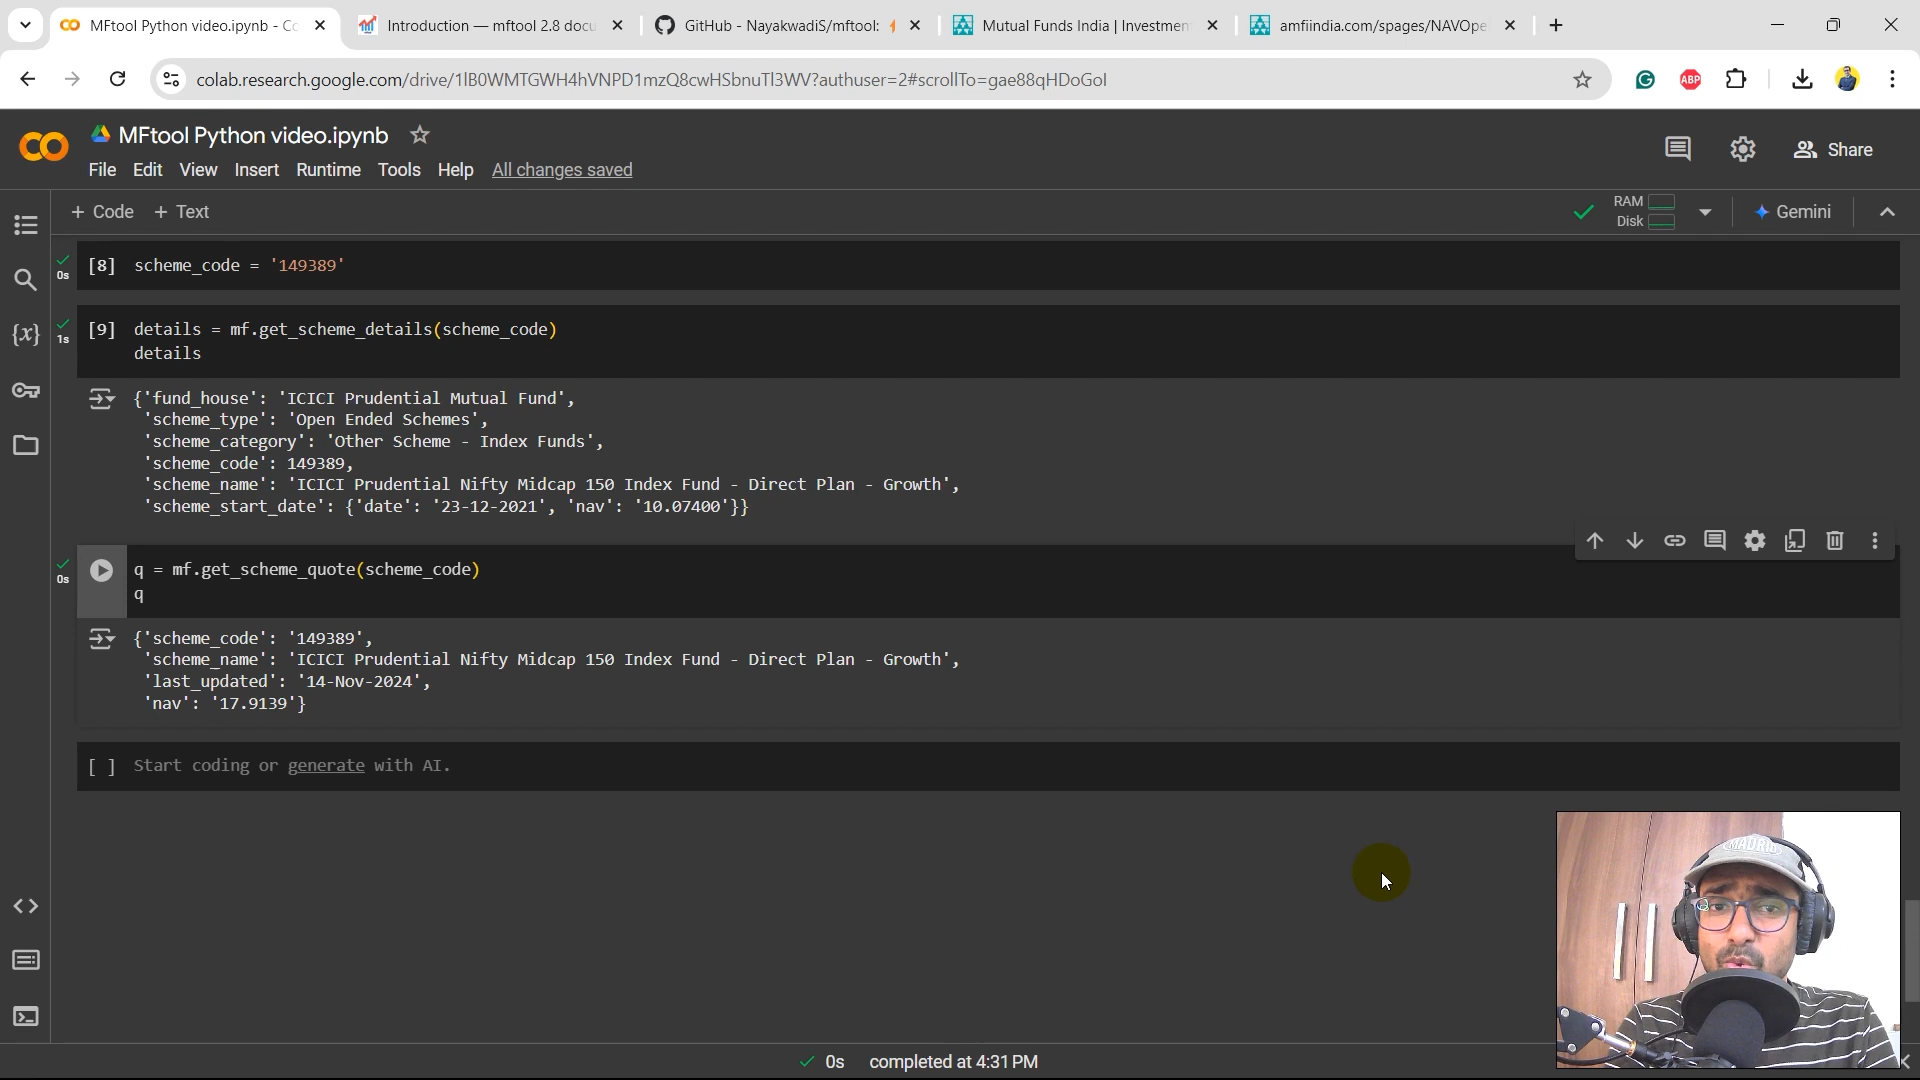 MFtool Python video.ipynb - Co
Introduction — mftool 2.8 docu
GitHub - NayakwadiS/mftool:
Mutual Funds India | Investmen
amfiindia.com/spages/NAVOpe
colab.research.google.com/drive/1lB0WMTGWH4hVNPD1mzQ8cwHSbnuTl3WV?authuser=2#scrollTo=gae88qHDoGol
ABP
MFtool Python video.ipynb
File Edit View Insert Runtime Tools Help All changes saved
Share
+ Code + Text
RAM
Disk
Gemini
0s
[8] scheme_code = '149389'
1s
[9] details = mf.get_scheme_details(scheme_code)
details
{'fund_house': 'ICICI Prudential Mutual Fund',
'scheme_type': 'Open Ended Schemes',
'scheme_category': 'Other Scheme - Index Funds',
'scheme_code': 149389,
'scheme_name': 'ICICI Prudential Nifty Midcap 150 Index Fund - Direct Plan - Growth',
'scheme_start_date': {'date': '23-12-2021', 'nav': '10.07400'}}
0s
q = mf.get_scheme_quote(scheme_code)
q
{'scheme_code': '149389',
'scheme_name': 'ICICI Prudential Nifty Midcap 150 Index Fund - Direct Plan - Growth',
'last_updated': '14-Nov-2024',
'nav': '17.9139'}
[ ] Start coding or generate with AI.
MADRID
0s completed at 4:31 PM